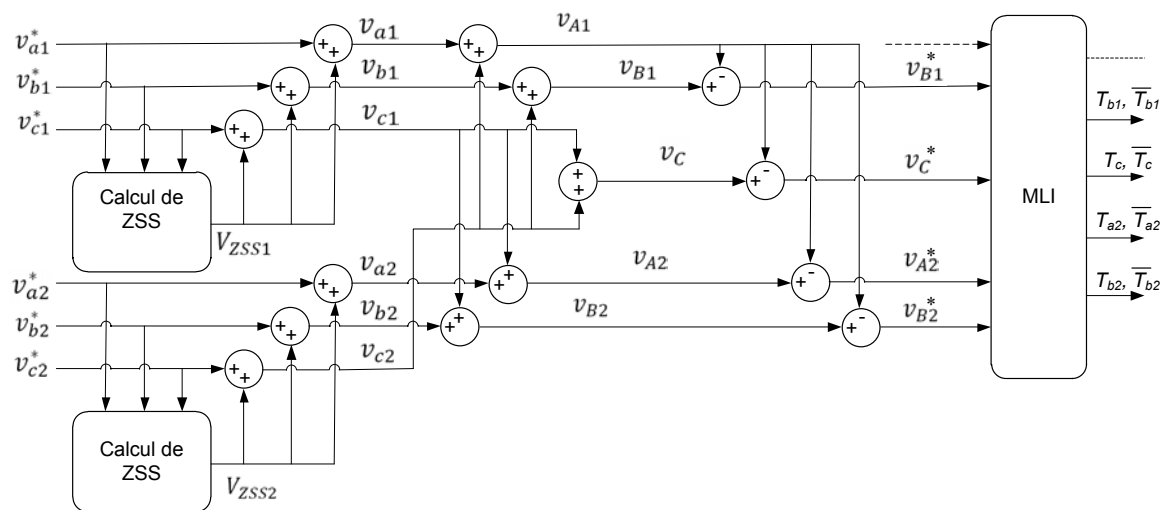 v*a1
v*b1
v*c1
+
+
va1
+
+
vA1
+
+
vb1
+
+
vB1
-
+
v*B1
+
+
vc1
+
+
vC
-
+
v*C
Calcul de
ZSS
VZSS1
MLI
Tb1, T̅b1
Tc, T̅c
Ta2, T̅a2
Tb2, T̅b2
v*a2
v*b2
v*c2
+
+
va2
+
+
vA2
-
+
v*A2
+
+
vb2
+
+
vB2
-
+
v*B2
+
+
vc2
Calcul de
ZSS
VZSS2